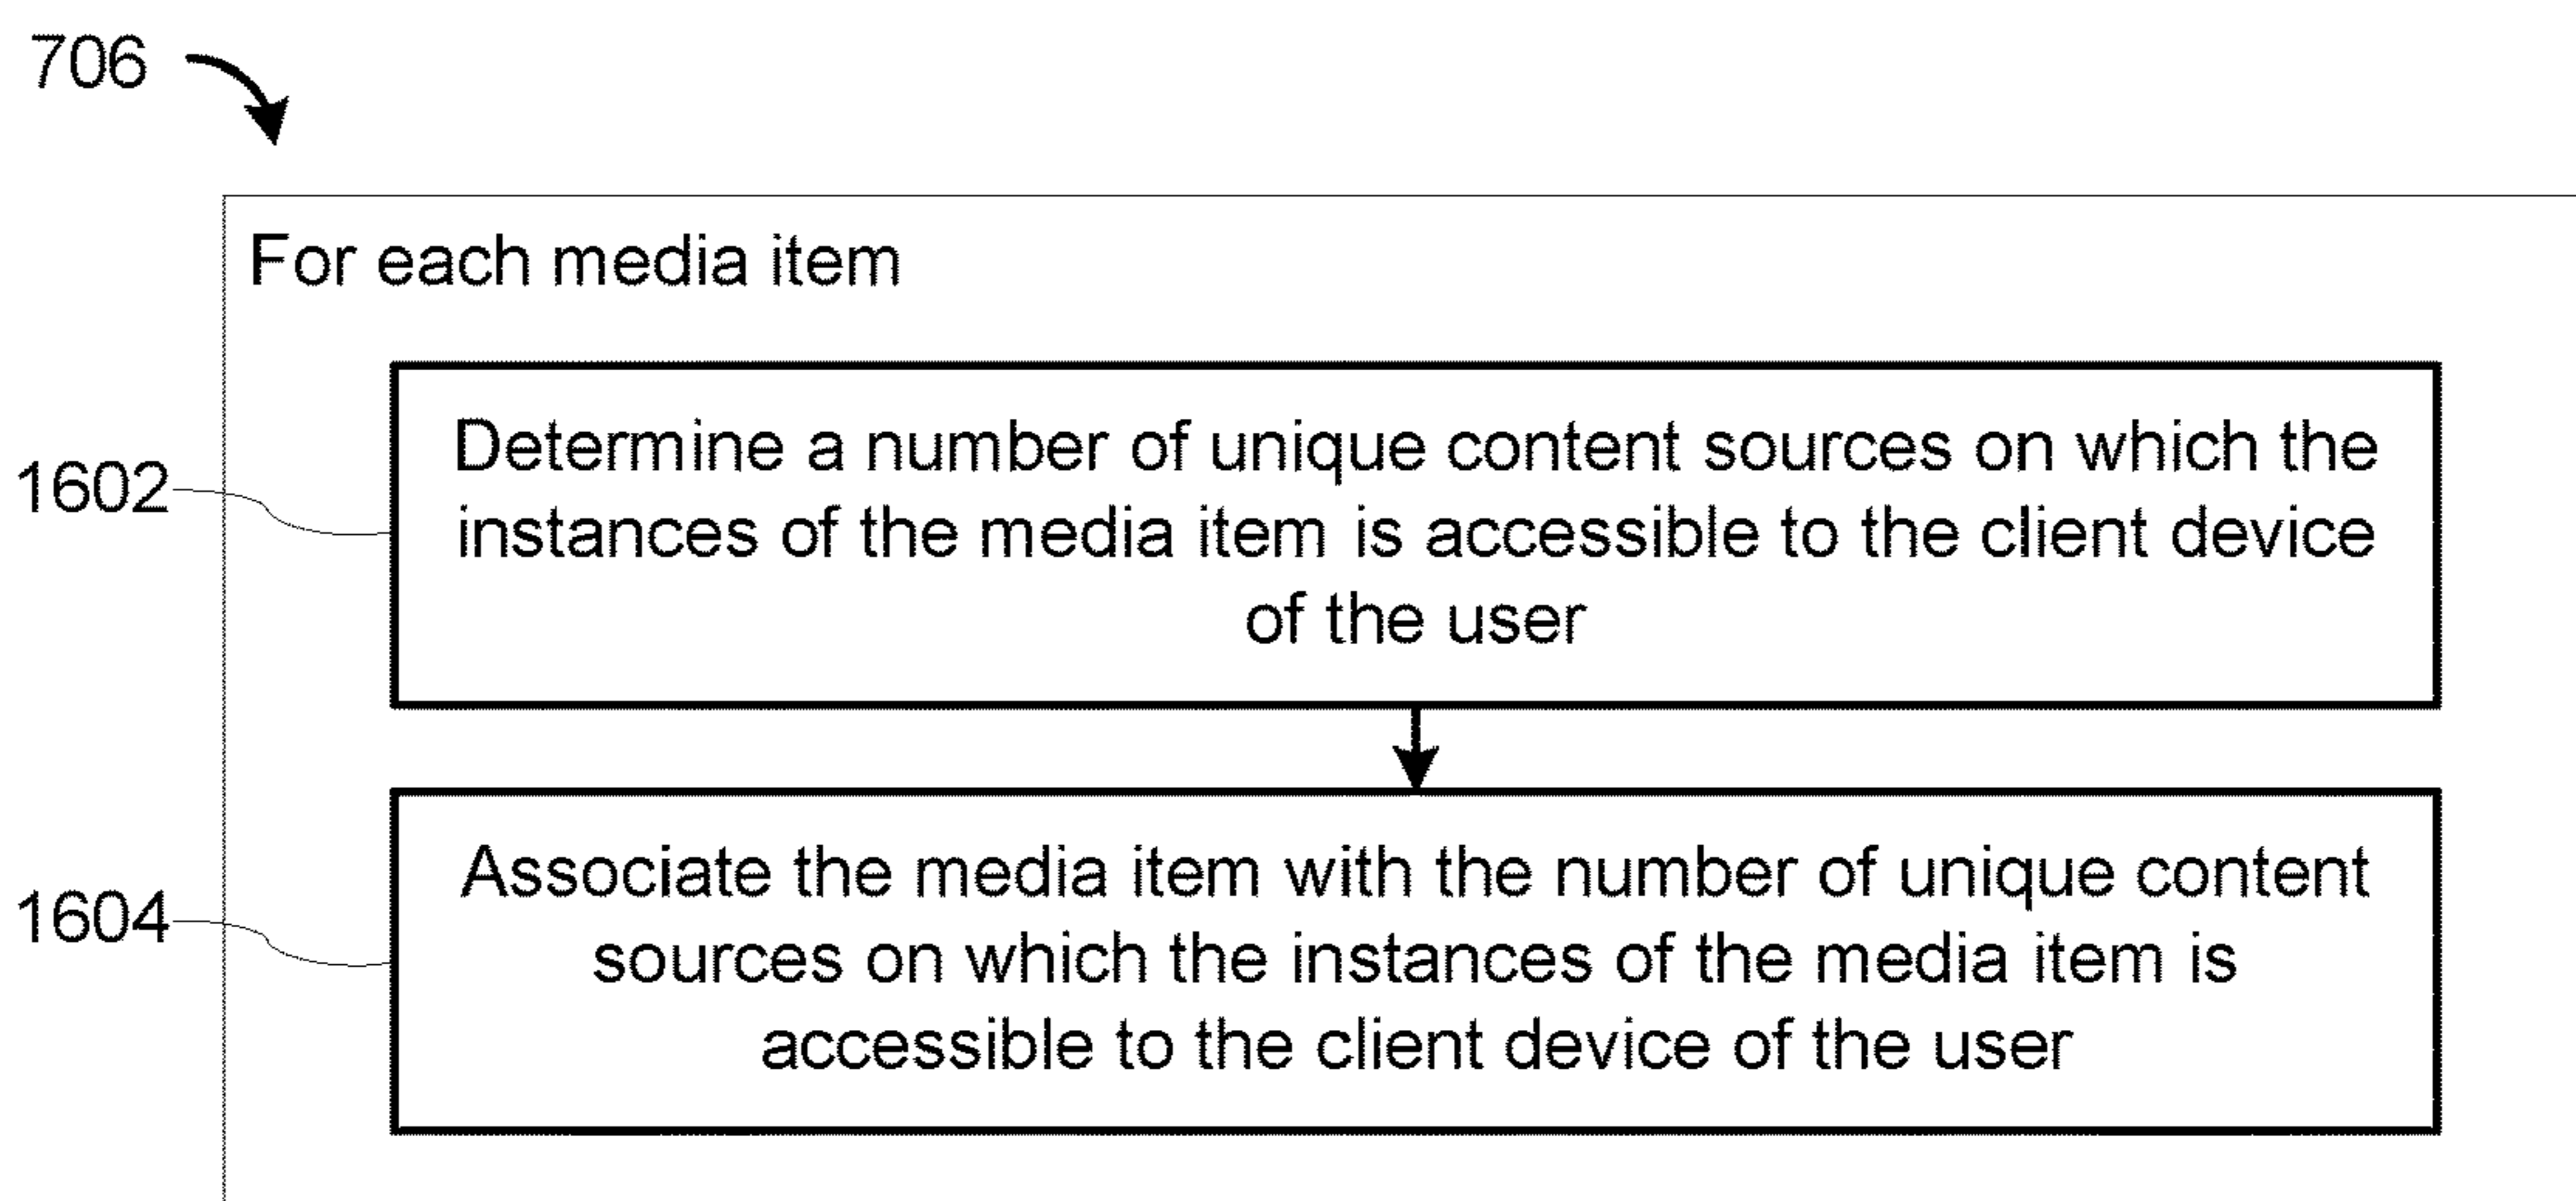 706
For each media item
1602
Determine a number of unique content sources on which the
instances of the media item is accessible to the client device
of the user
1604
Associate the media item with the number of unique content
sources on which the instances of the media item is
accessible to the client device of the user